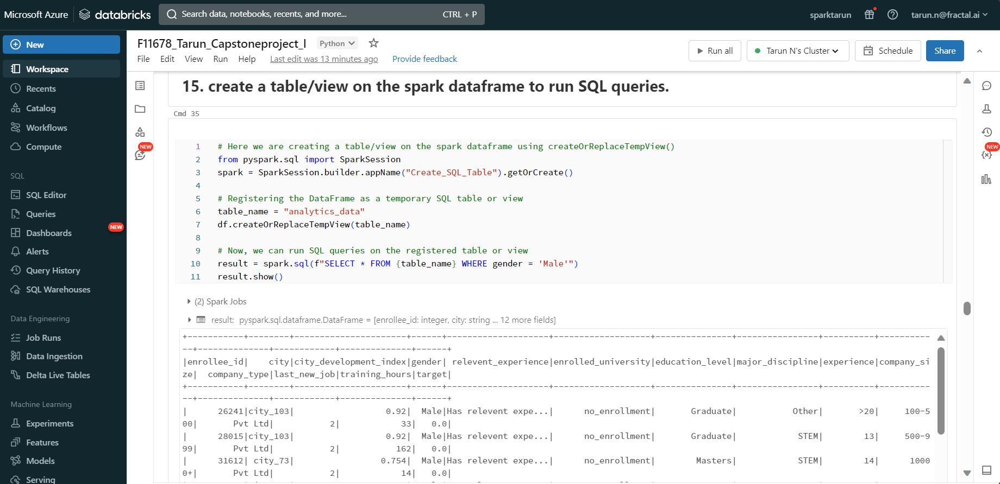 Microsoft Azure databricks Search data, notebooks, recents, and more... CTRL + P sparktarun tarun.n@fractal.ai
New
Workspace
Recents
Catalog
Workflows
Compute
SQL
SQL Editor
Queries
Dashboards NEW
Alerts
Query History
SQL Warehouses
Data Engineering
Job Runs
Data Ingestion
Delta Live Tables
Machine Learning
Experiments
Features
Models
Serving
F11678_Tarun_Capstoneproject_I Python
File Edit View Run Help Last edit was 13 minutes ago Provide feedback
Run all Tarun N's Cluster Schedule Share
NEW
NEW
15. create a table/view on the spark dataframe to run SQL queries.
Cmd 35
1 # Here we are creating a table/view on the spark dataframe using createOrReplaceTempView()
2 from pyspark.sql import SparkSession
3 spark = SparkSession.builder.appName("Create_SQL_Table").getOrCreate()
4
5 # Registering the DataFrame as a temporary SQL table or view
6 table_name = "analytics_data"
7 df.createOrReplaceTempView(table_name)
8
9 # Now, we can run SQL queries on the registered table or view
10 result = spark.sql(f"SELECT * FROM {table_name} WHERE gender = 'Male'")
11 result.show()
(2) Spark Jobs
result: pyspark.sql.dataframe.DataFrame = [enrollee_id: integer, city: string ... 12 more fields]
+-----------+--------+----------------------+------+--------------------+-------------------+---------------+----------------+----------+----------
--+--------------+------------+--------------+------+
|enrollee_id|    city|city_development_index|gender| relevent_experience|enrolled_university|education_level|major_discipline|experience|company_si
ze|  company_type|last_new_job|training_hours|target|
+-----------+--------+----------------------+------+--------------------+-------------------+---------------+----------------+----------+----------
--+--------------+------------+--------------+------+
|      26241|city_103|                  0.92|  Male|Has relevent expe...|      no_enrollment|       Graduate|           Other|       >20|     100-5
00|       Pvt Ltd|           2|            33|   0.0|
|      28015|city_103|                  0.92|  Male|Has relevent expe...|      no_enrollment|       Graduate|            STEM|        13|     500-9
99|       Pvt Ltd|           2|           162|   0.0|
|      31612| city_73|                 0.754|  Male|Has relevent expe...|      no_enrollment|        Masters|            STEM|        14|      1000
0+|       Pvt Ltd|           2|            14|   0.0|